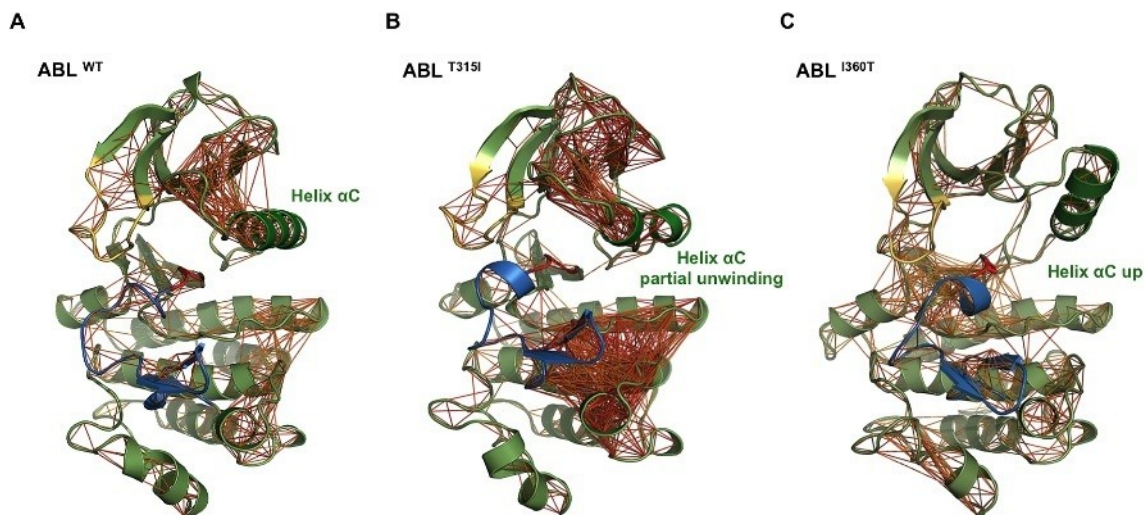 A
B
C
ABL WT
ABL T315I
ABL I360T
Helix αC
Helix αC
partial unwinding
Helix αC up